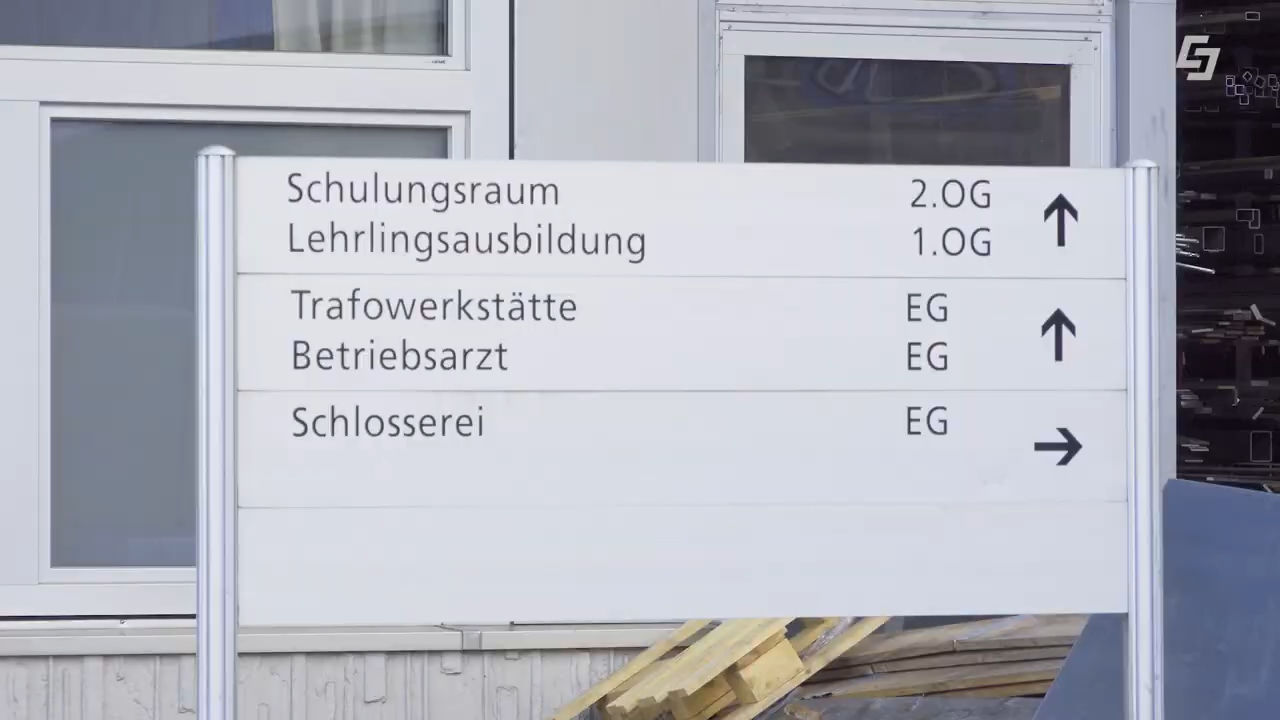 Schulungsraum 2.OG ↑
Lehrlingsausbildung 1.OG
Trafowerkstätte EG ↑
Betriebsarzt EG
Schlosserei EG →